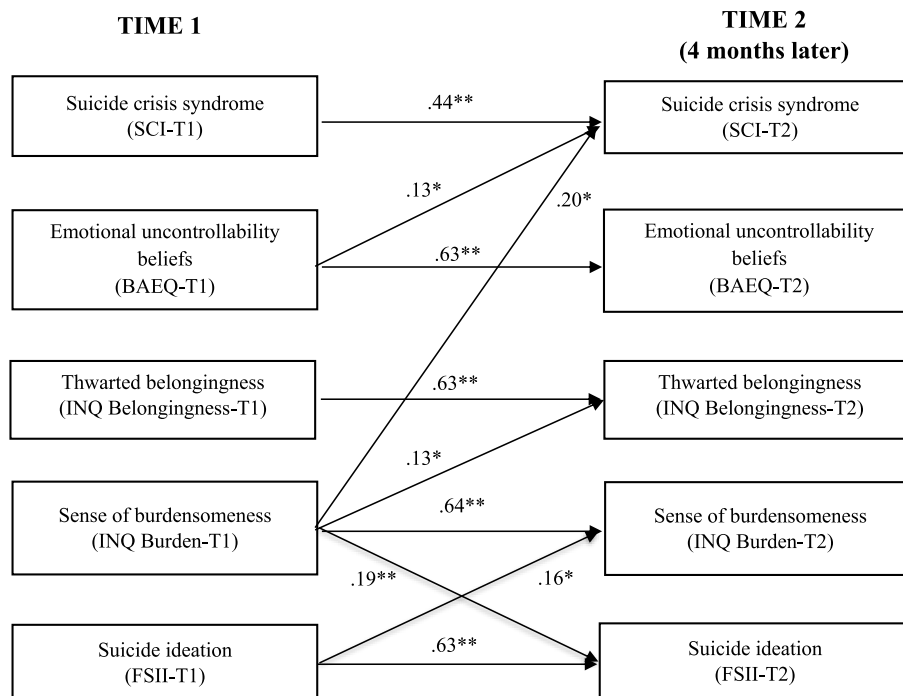 TIME 1
TIME 2
(4 months later)
Suicide crisis syndrome
(SCI-T1)
.44**
Suicide crisis syndrome
(SCI-T2)
.13*
.20*
Emotional uncontrollability
beliefs
(BAEQ-T1)
.63**
Emotional uncontrollability
beliefs
(BAEQ-T2)
Thwarted belongingness
(INQ Belongingness-T1)
.63**
Thwarted belongingness
(INQ Belongingness-T2)
.13*
Sense of burdensomeness
(INQ Burden-T1)
.64**
Sense of burdensomeness
(INQ Burden-T2)
.19**
.16*
Suicide ideation
(FSII-T1)
.63**
Suicide ideation
(FSII-T2)